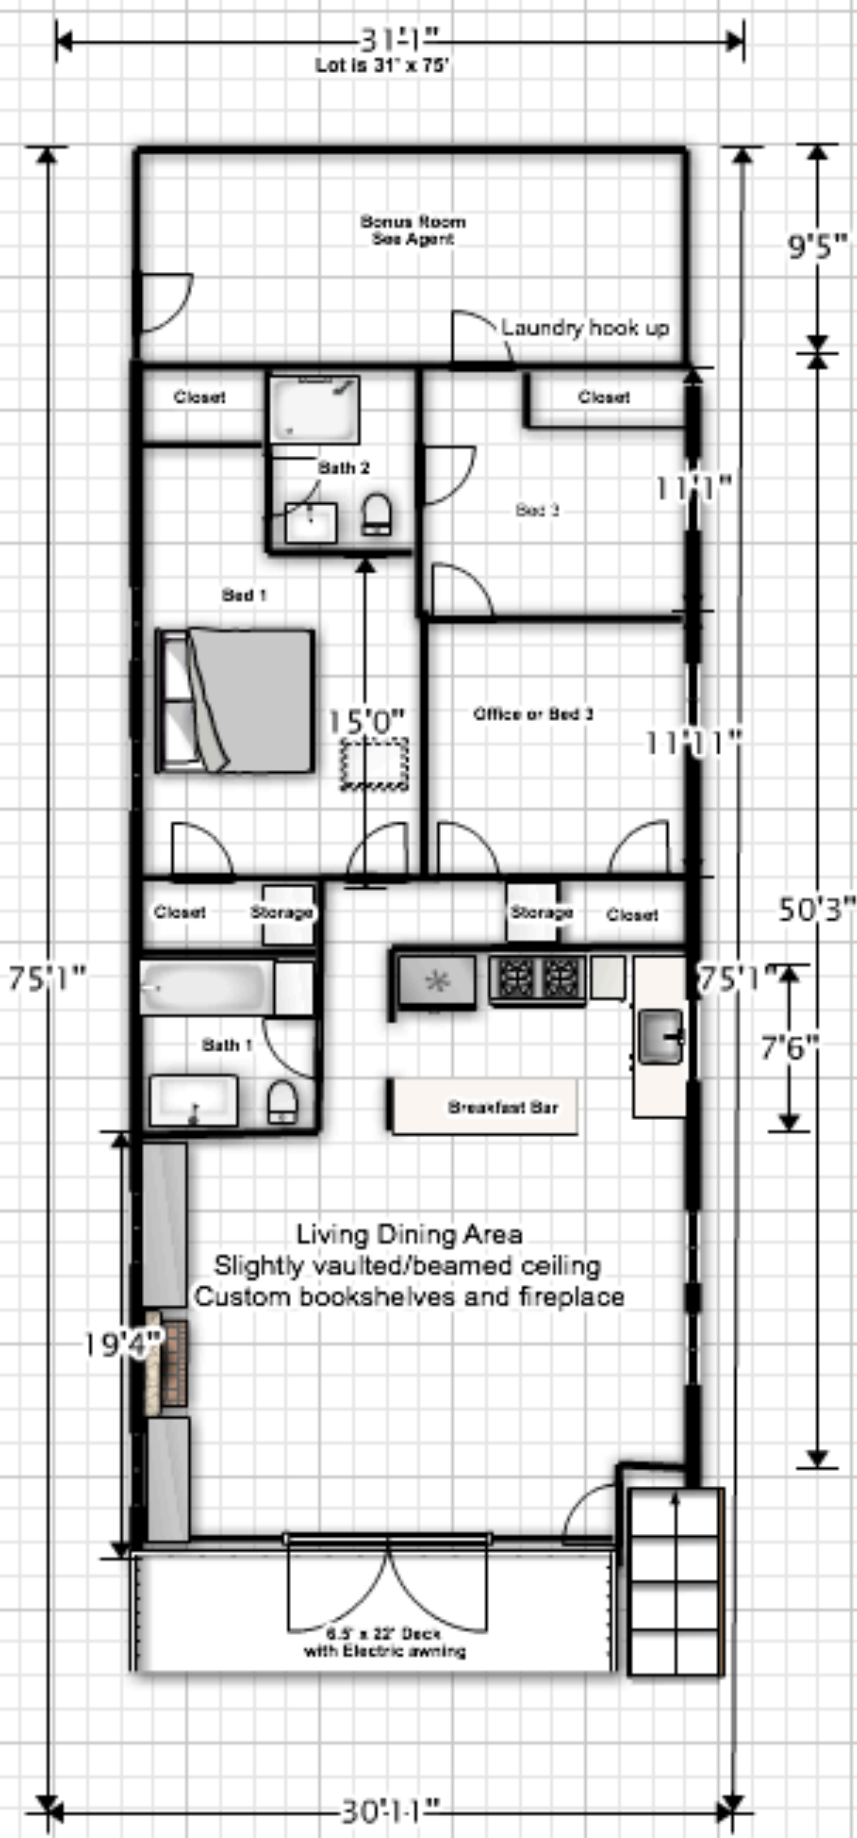 31'1"
Lot is 31' x 75'
Bonus Room
See Agent
9'5"
Laundry hook up
Closet
Closet
Bath 2
11'1"
Bed 3
Bed 1
15'0"
Office or Bed 3
11'11"
Closet
Storage
Storage
Closet
50'3"
75'1"
75'1"
Bath 1
7'6"
Breakfast Bar
Living Dining Area
Slightly vaulted/beamed ceiling
Custom bookshelves and fireplace
19'4"
6.5' x 22' Deck
with Electric awning
30'11"